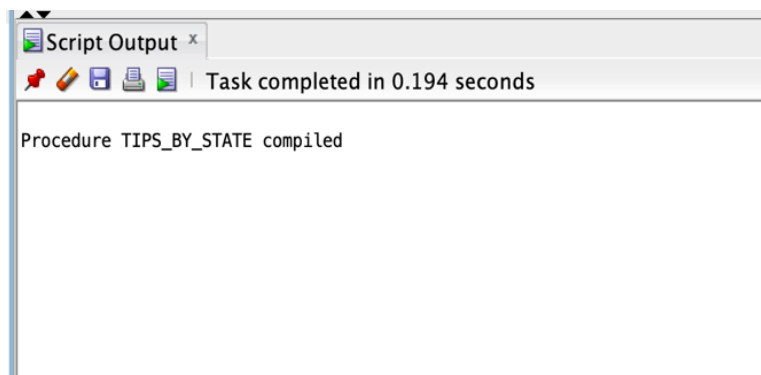 Script Output x
Task completed in 0.194 seconds
Procedure TIPS_BY_STATE compiled